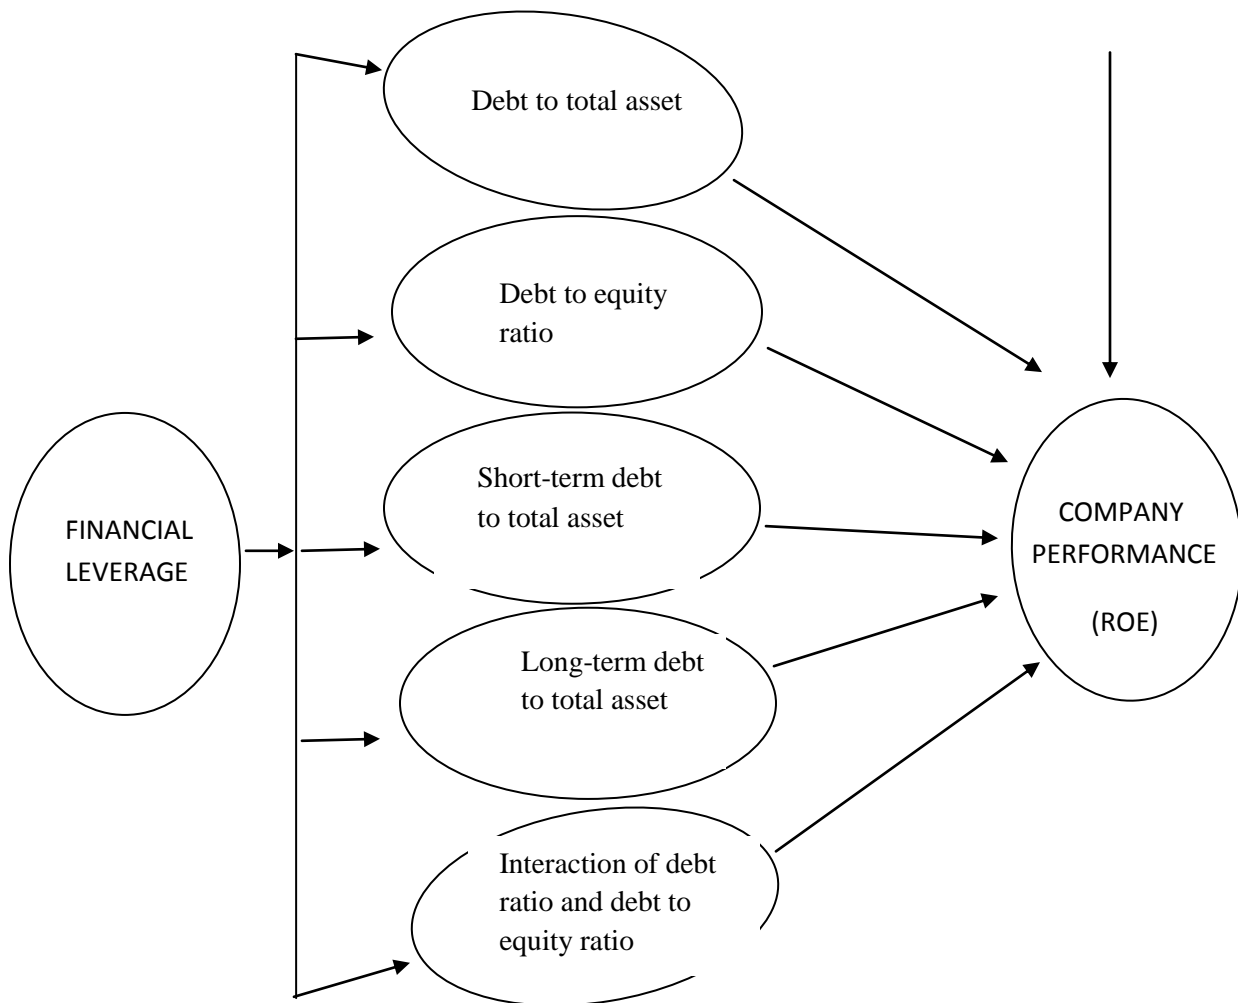 Debt to total asset
Debt to equity
ratio
Short-term debt
to total asset
FINANCIAL
LEVERAGE
COMPANY
PERFORMANCE
(ROE)
Long-term debt
to total asset
Interaction of debt
ratio and debt to
equity ratio